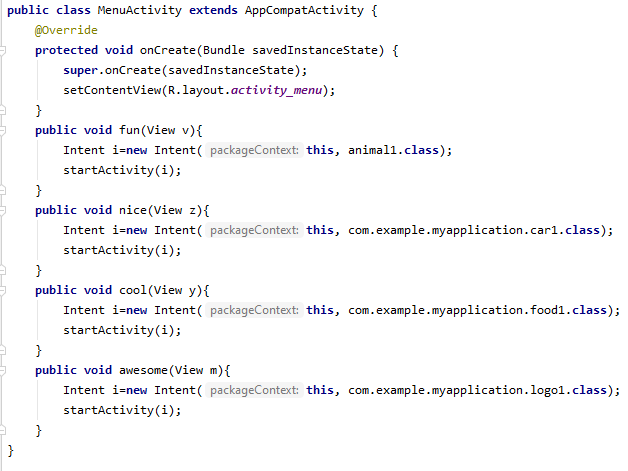 public class MenuActivity extends AppCompatActivity {
    @Override
    protected void onCreate(Bundle savedInstanceState) {
        super.onCreate(savedInstanceState);
        setContentView(R.layout.activity_menu);
    }
    public void fun(View v){
        Intent i=new Intent( packageContext: this, animal1.class);
        startActivity(i);
    }
    public void nice(View z){
        Intent i=new Intent( packageContext: this, com.example.myapplication.car1.class);
        startActivity(i);
    }
    public void cool(View y){
        Intent i=new Intent( packageContext: this, com.example.myapplication.food1.class);
        startActivity(i);
    }
    public void awesome(View m){
        Intent i=new Intent( packageContext: this, com.example.myapplication.logo1.class);
        startActivity(i);
    }
}